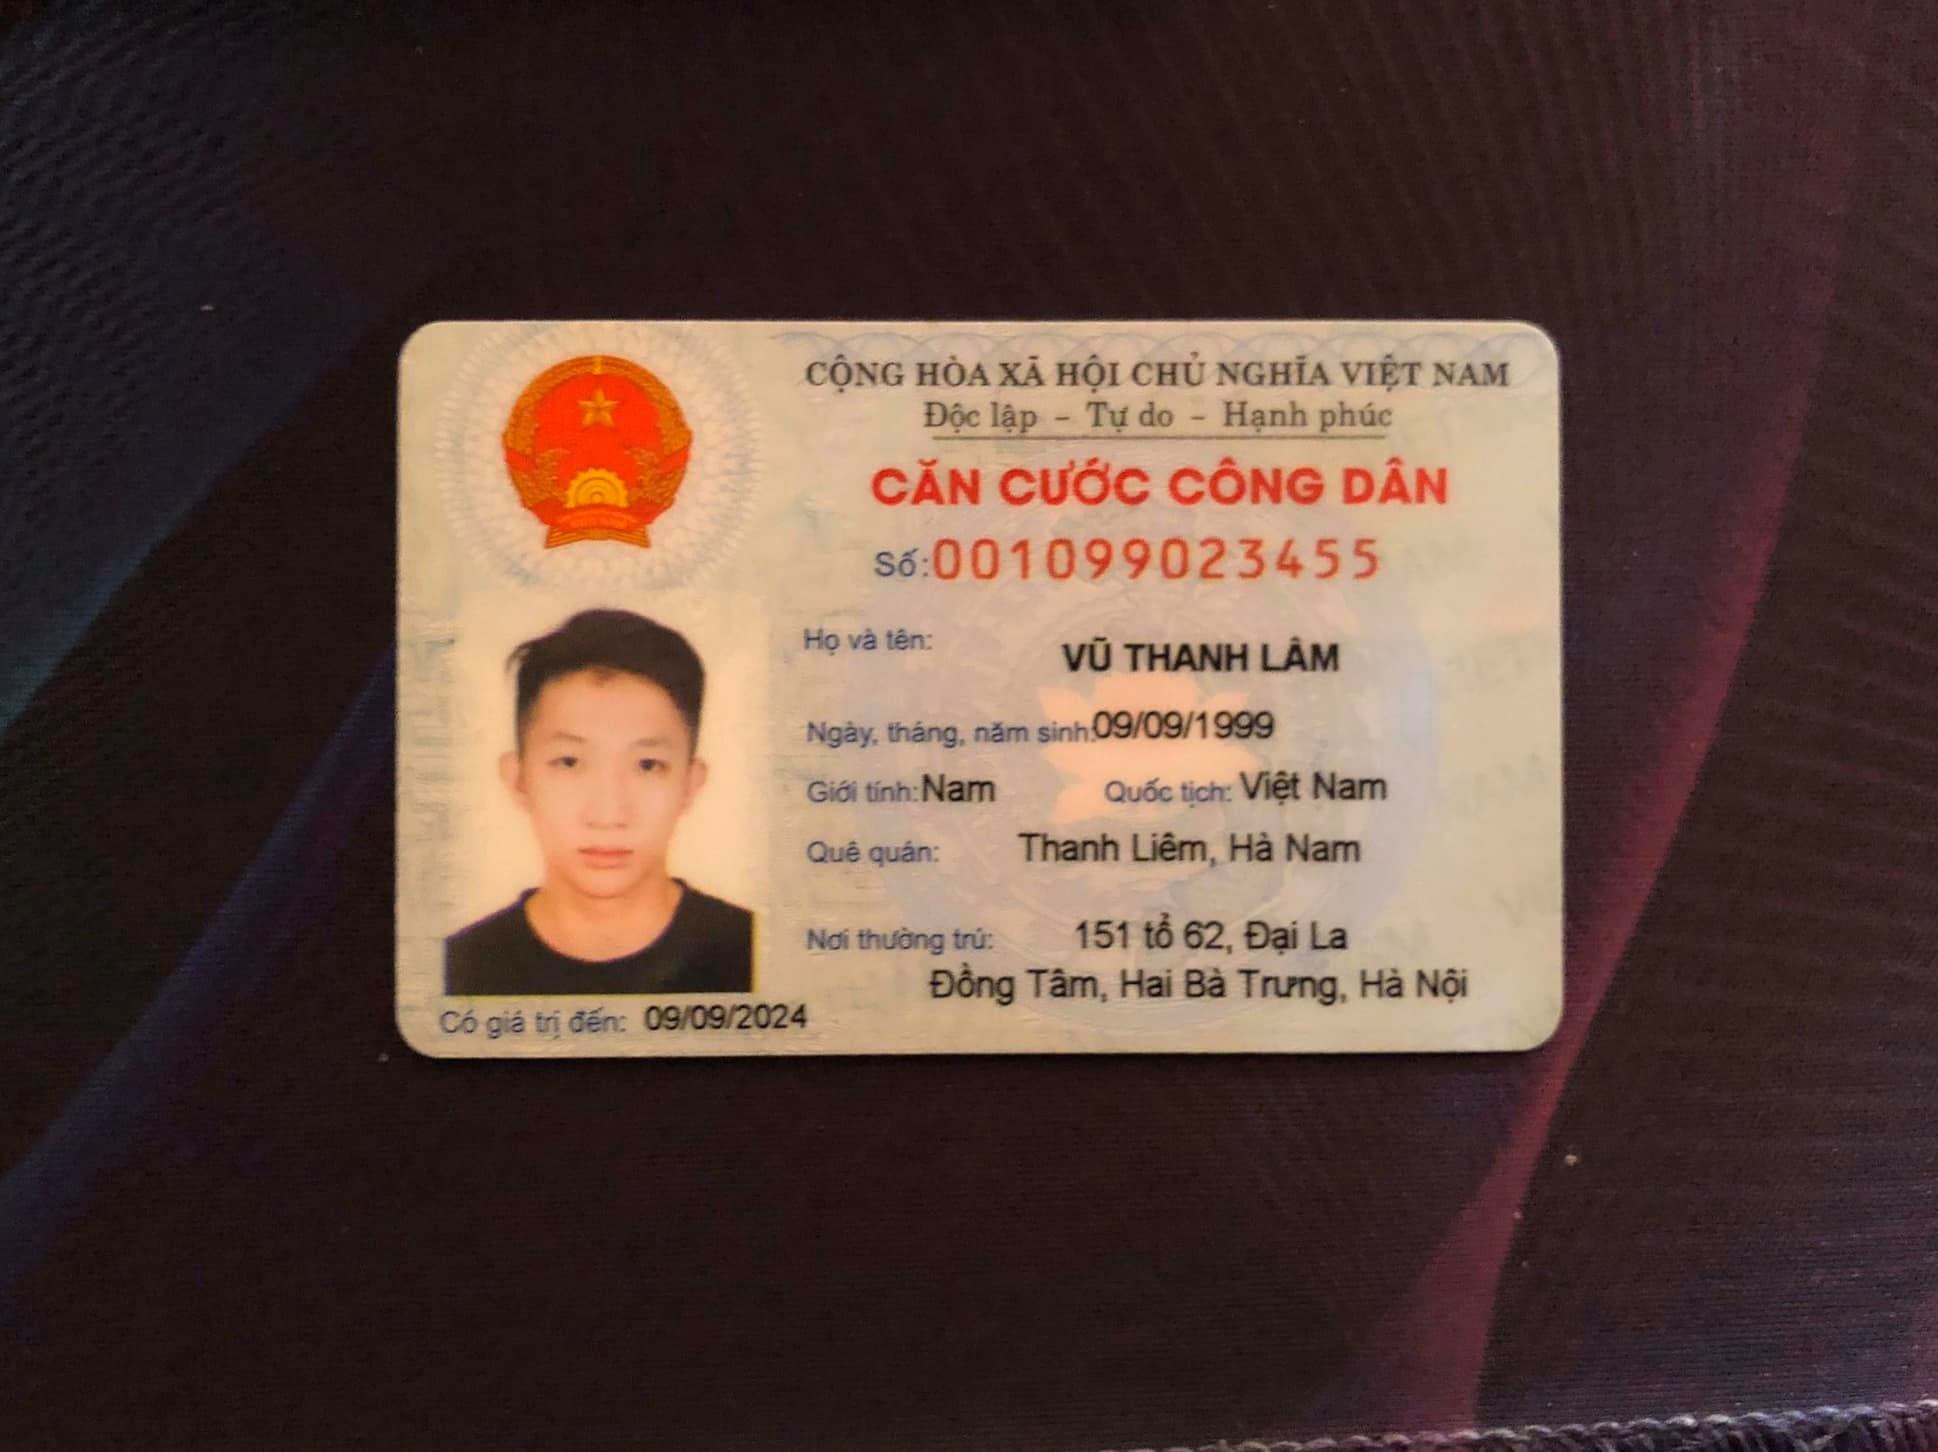 CỘNG HÒA XÃ HỘI CHỦ NGHĨA VIỆT NAM
Độc lập – Tự do – Hạnh phúc
CĂN CƯỚC CÔNG DÂN
Số:001099023455
Họ và tên: VŨ THANH LÂM
Ngày, tháng, năm sinh:09/09/1999
Giới tính:Nam Quốc tịch: Việt Nam
Quê quán: Thanh Liêm, Hà Nam
Nơi thường trú: 151 tổ 62, Đại La
Đồng Tâm, Hai Bà Trưng, Hà Nội
Có giá trị đến: 09/09/2024